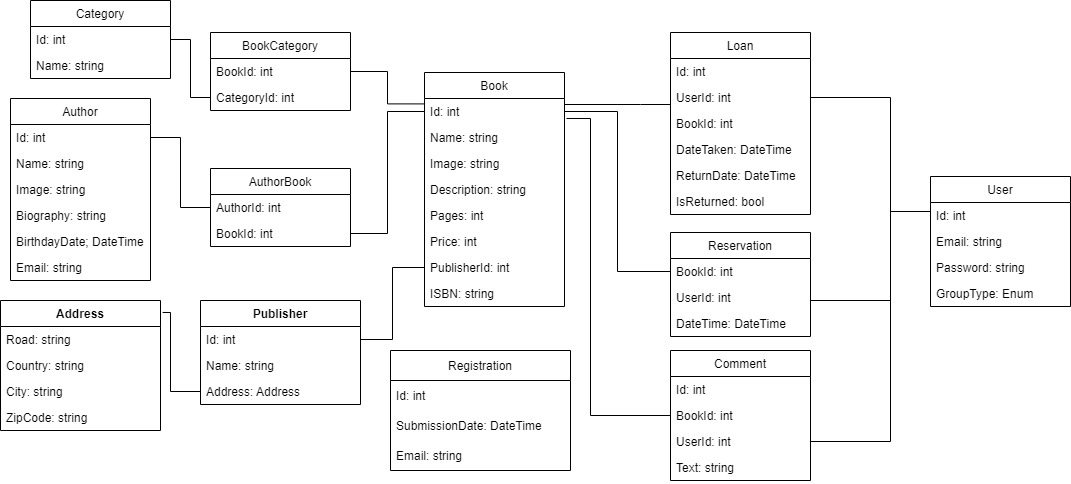 Category
Id: int
Name: string
BookCategory
BookId: int
CategoryId: int
Author
Id: int
Name: string
Image: string
Biography: string
BirthdayDate; DateTime
Email: string
AuthorBook
AuthorId: int
BookId: int
Address
Road: string
Country: string
City: string
ZipCode: string
Publisher
Id: int
Name: string
Address: Address
Book
Id: int
Name: string
Image: string
Description: string
Pages: int
Price: int
PublisherId: int
ISBN: string
Registration
Id: int
SubmissionDate: DateTime
Email: string
Loan
Id: int
UserId: int
BookId: int
DateTaken: DateTime
ReturnDate: DateTime
IsReturned: bool
Reservation
BookId: int
UserId: int
DateTime: DateTime
Comment
Id: int
BookId: int
UserId: int
Text: string
User
Id: int
Email: string
Password: string
GroupType: Enum